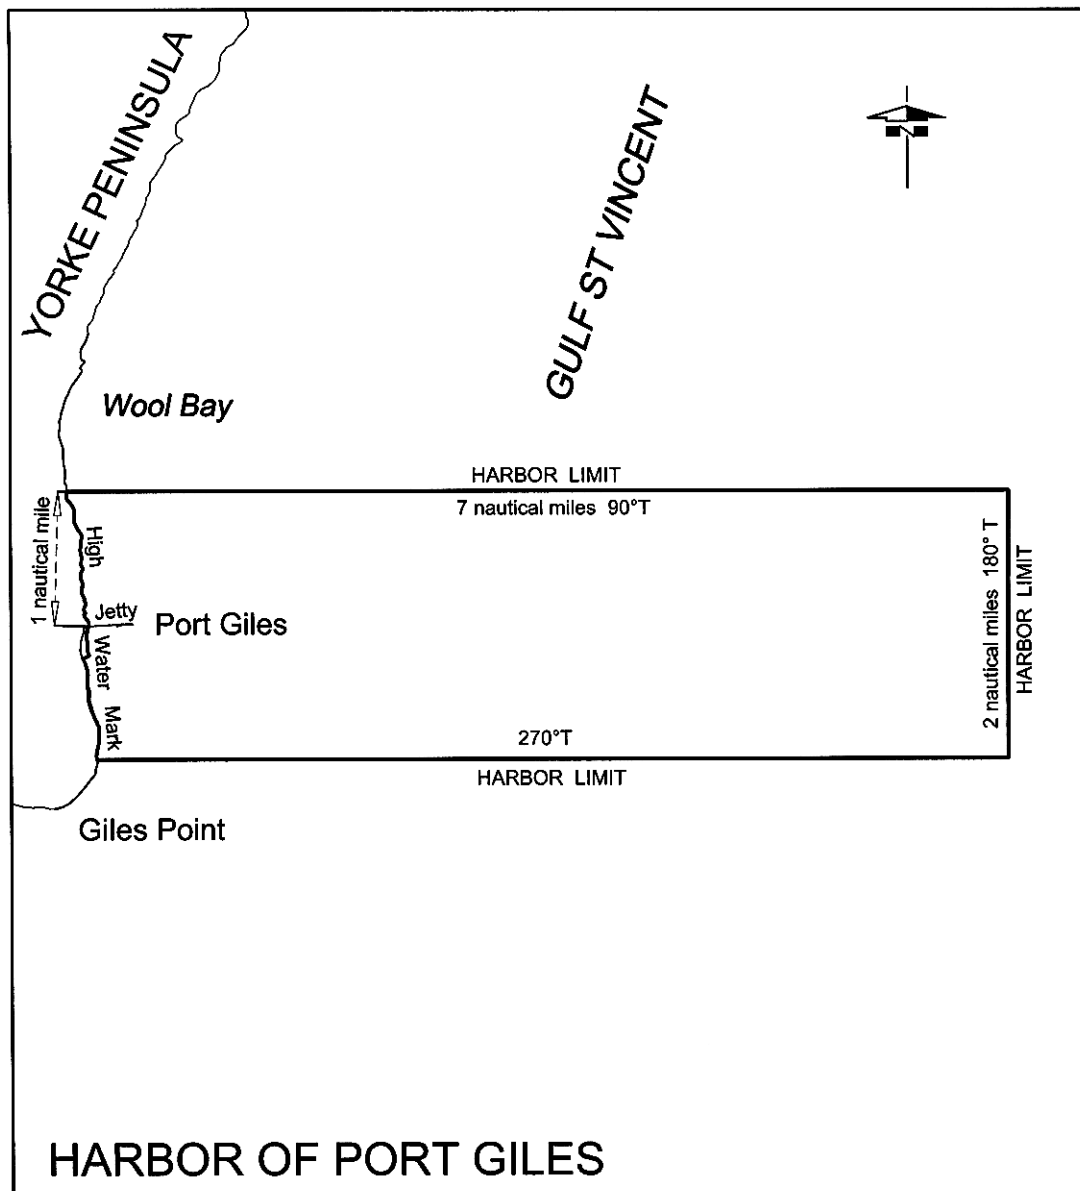 YORKE PENINSULA
GULF ST VINCENT
N
Wool Bay
HARBOR LIMIT
7 nautical miles 90°T
1 nautical mile
High
Water
Mark
Jetty
Port Giles
2 nautical miles 180° T
HARBOR LIMIT
270°T
HARBOR LIMIT
Giles Point
HARBOR OF PORT GILES